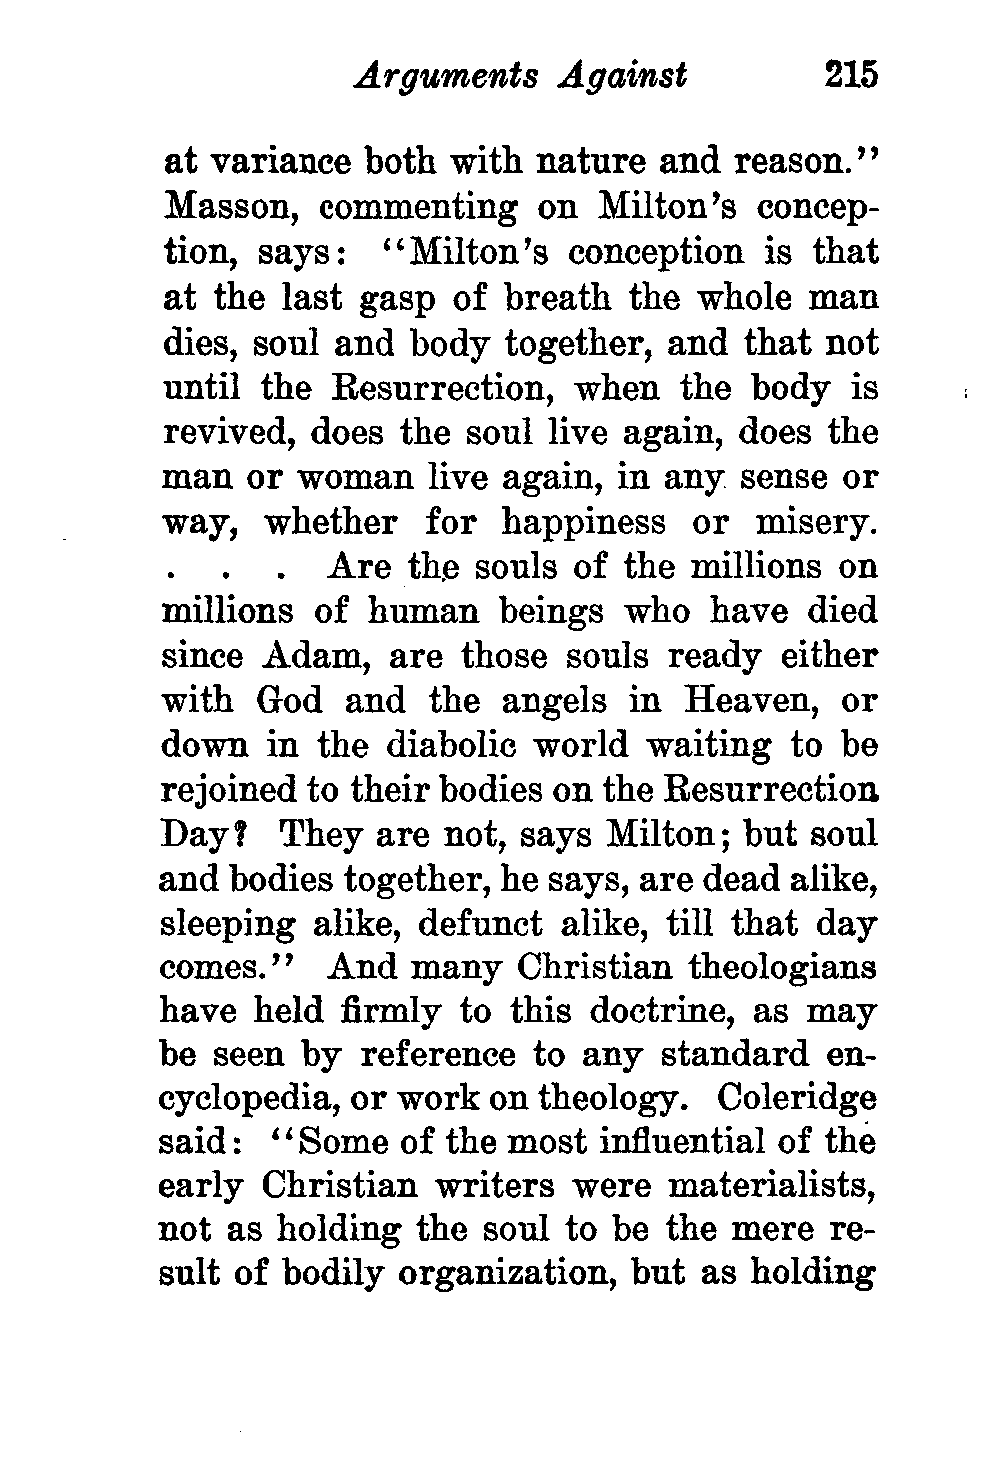 Arguments Against 215
at variance both with nature and reason.”
Masson, commenting on Milton’s concep-
tion, says: “Milton’s conception is that
at the last gasp of breath the whole man
dies, soul and body together, and that not
until the Resurrection, when the body is
revived, does the soul live again, does the
man or woman live again, in any sense or
way, whether for happiness or misery.
. . . Are the souls of the millions on
millions of human beings who have died
since Adam, are those souls ready either
with God and the angels in Heaven, or
down in the diabolic world waiting to be
rejoined to their bodies on the Resurrection
Day? They are not, says Milton; but soul
and bodies together, he says, are dead alike,
sleeping alike, defunct alike, till that day
comes.” And many Christian theologians
have held firmly to this doctrine, as may
be seen by reference to any standard en-
cyclopedia, or work on theology. Coleridge
said: “Some of the most influential of the
early Christian writers were materialists,
not as holding the soul to be the mere re-
sult of bodily organization, but as holding